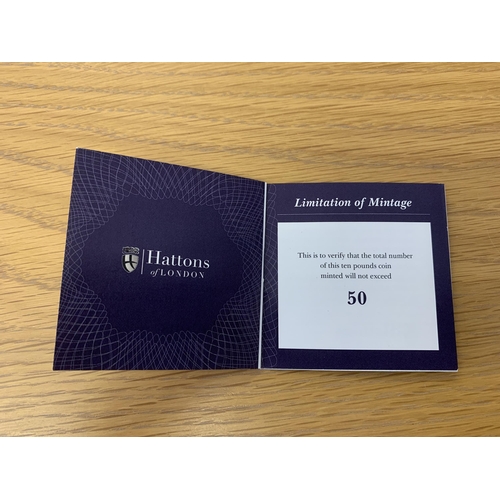 Hattons
of LONDON
Limitation of Mintage
This is to verify that the total number
of this ten pounds coin
minted will not exceed
50